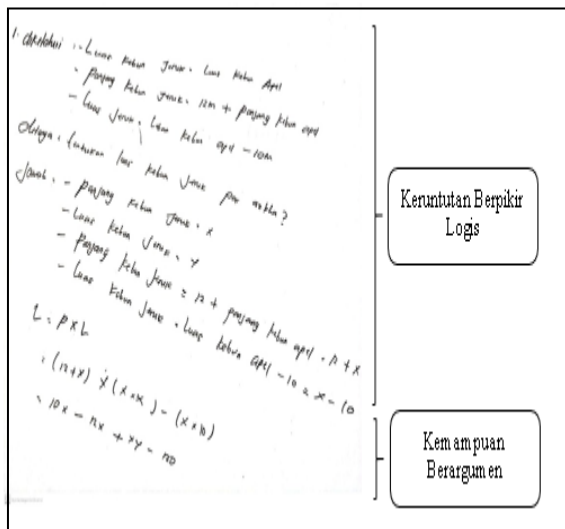 1. diketahui : - Luas kebun jeruk = luas kebun apel
- panjang kebun jeruk = 12m + panjang kebun apel
- Luas jeruk = luas kebun apel - 10m
ditanya : tentukan luas kebun jeruk
Jawab : - panjang kebun jeruk = x
- Luas kebun jeruk = y
- Panjang kebun jeruk = 12 + panjang kebun apel = 12 + x
- Luas kebun jeruk = luas kebun apel - 10 = x - 10
L = P x L
= (12+x)
= 10x - 12x + xy - 120
Keruntutan Berpikir
Logis
Kemampuan
Berargumen